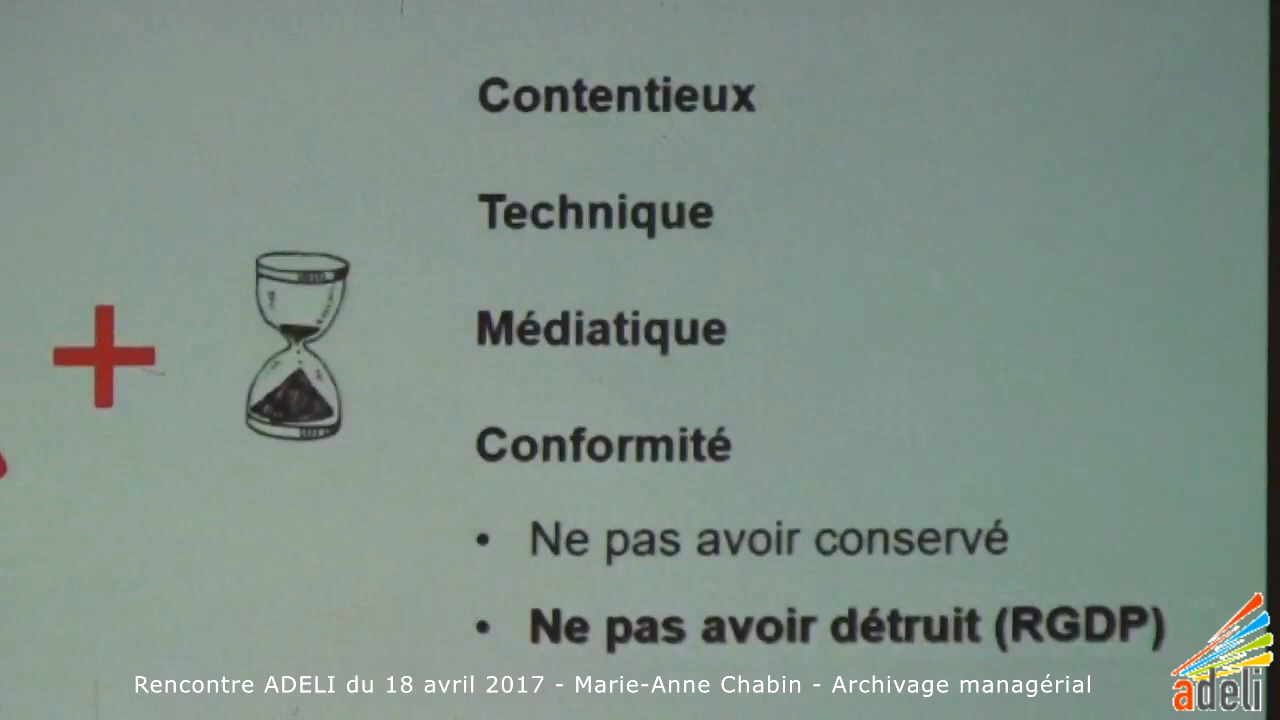 Contentieux
Technique
Médiatique
Conformité
• Ne pas avoir conservé
• Ne pas avoir détruit (RGDP)
Rencontre ADELI du 18 avril 2017 - Marie-Anne Chabin - Archivage managérial
adeli